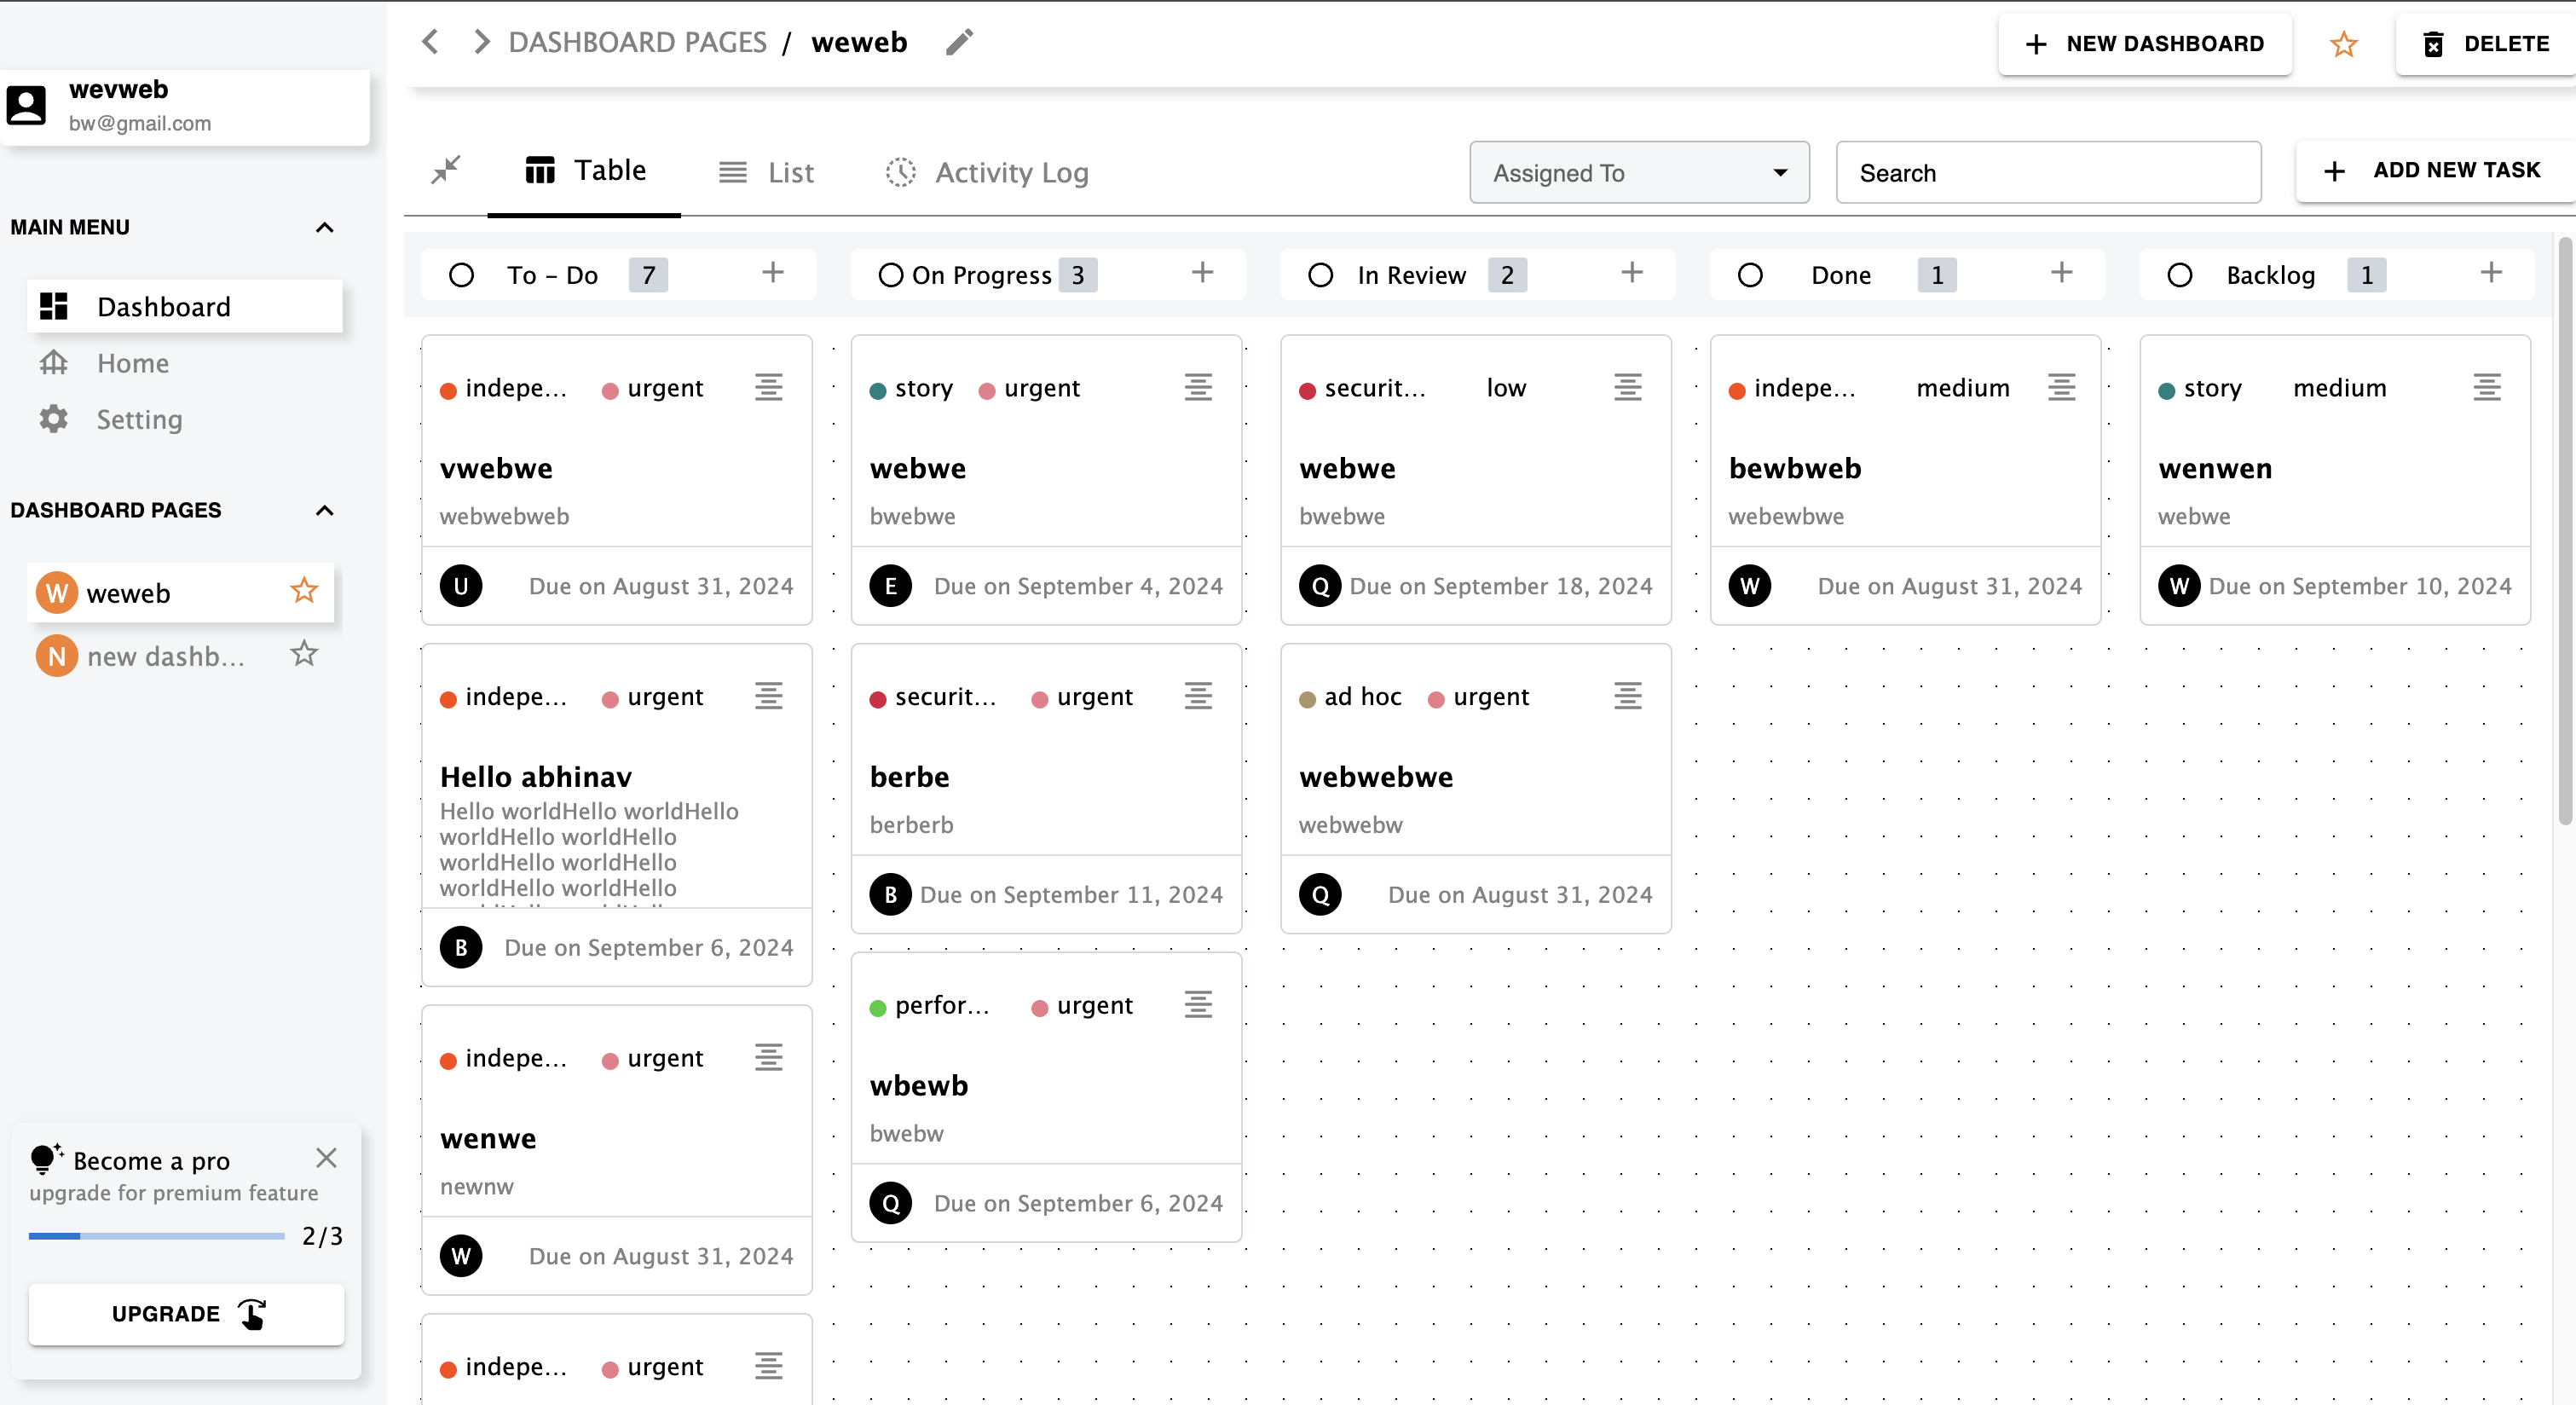 wevweb
bw@gmail.com
MAIN MENU
Dashboard
Home
Setting
DASHBOARD PAGES
W weweb
N new dashb...
Become a pro
upgrade for premium feature
2/3
UPGRADE
DASHBOARD PAGES / weweb
+ NEW DASHBOARD
DELETE
Table
List
Activity Log
Assigned To
Search
+ ADD NEW TASK
To - Do 7 +
indepe... urgent
vwebwe
webwebweb
U Due on August 31, 2024
indepe... urgent
Hello abhinav
Hello worldHello worldHello
worldHello worldHello
worldHello worldHello
worldHello worldHello
B Due on September 6, 2024
indepe... urgent
wenwe
newnw
W Due on August 31, 2024
indepe... urgent
On Progress 3 +
story urgent
webwe
bwebwe
E Due on September 4, 2024
securit... urgent
berbe
berberb
B Due on September 11, 2024
perfor... urgent
wbewb
bwebw
Q Due on September 6, 2024
In Review 2 +
securit... low
webwe
bwebwe
Q Due on September 18, 2024
ad hoc urgent
webwebwe
webwebw
Q Due on August 31, 2024
Done 1 +
indepe... medium
bewbweb
webewbwe
W Due on August 31, 2024
Backlog 1 +
story medium
wenwen
webwe
W Due on September 10, 2024